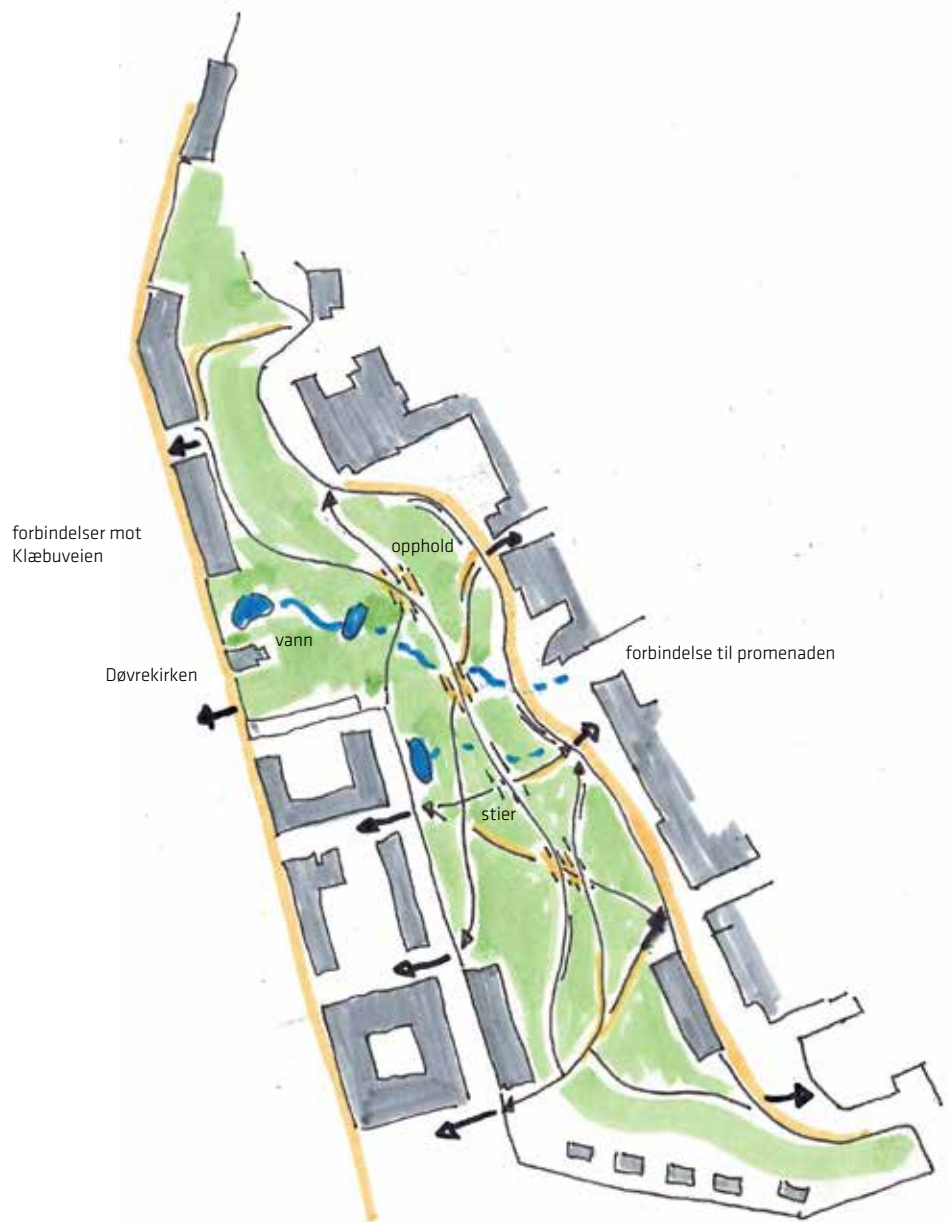 opphold
forbindelser mot
Klæbuveien
vann
Døvrekirken
forbindelse til promenaden
stier